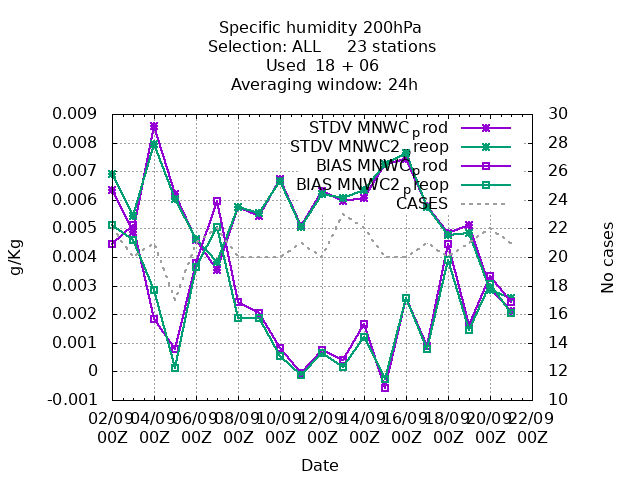 Specific humidity 200hPa
Selection: ALL 23 stations
Used 18 + 06
Averaging window: 24h
STDV MNWC_prod
STDV MNWC2_preop
BIAS MNWC_prod
BIAS MNWC2_preop
CASES
0.009
0.008
0.007
0.006
0.005
0.004
0.003
0.002
0.001
0
-0.001
g/Kg
30
28
26
24
22
20
18
16
14
12
10
No cases
02/09 04/09 06/09 08/09 10/09 12/09 14/09 16/09 18/09 20/09 22/09
00Z 00Z 00Z 00Z 00Z 00Z 00Z 00Z 00Z 00Z 00Z
Date